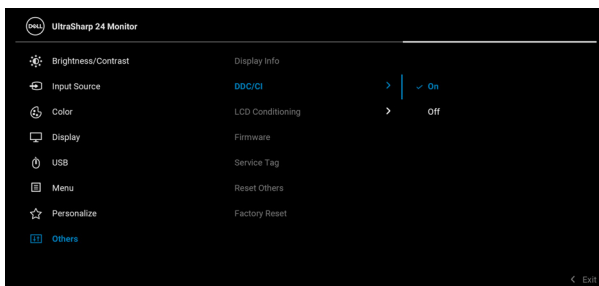 DELL UltraSharp 24 Monitor
Brightness/Contrast Display Info
Input Source DDC/CI On
Color LCD Conditioning Off
Display Firmware
USB Service Tag
Menu Reset Others
Personalize Factory Reset
Others
Exit